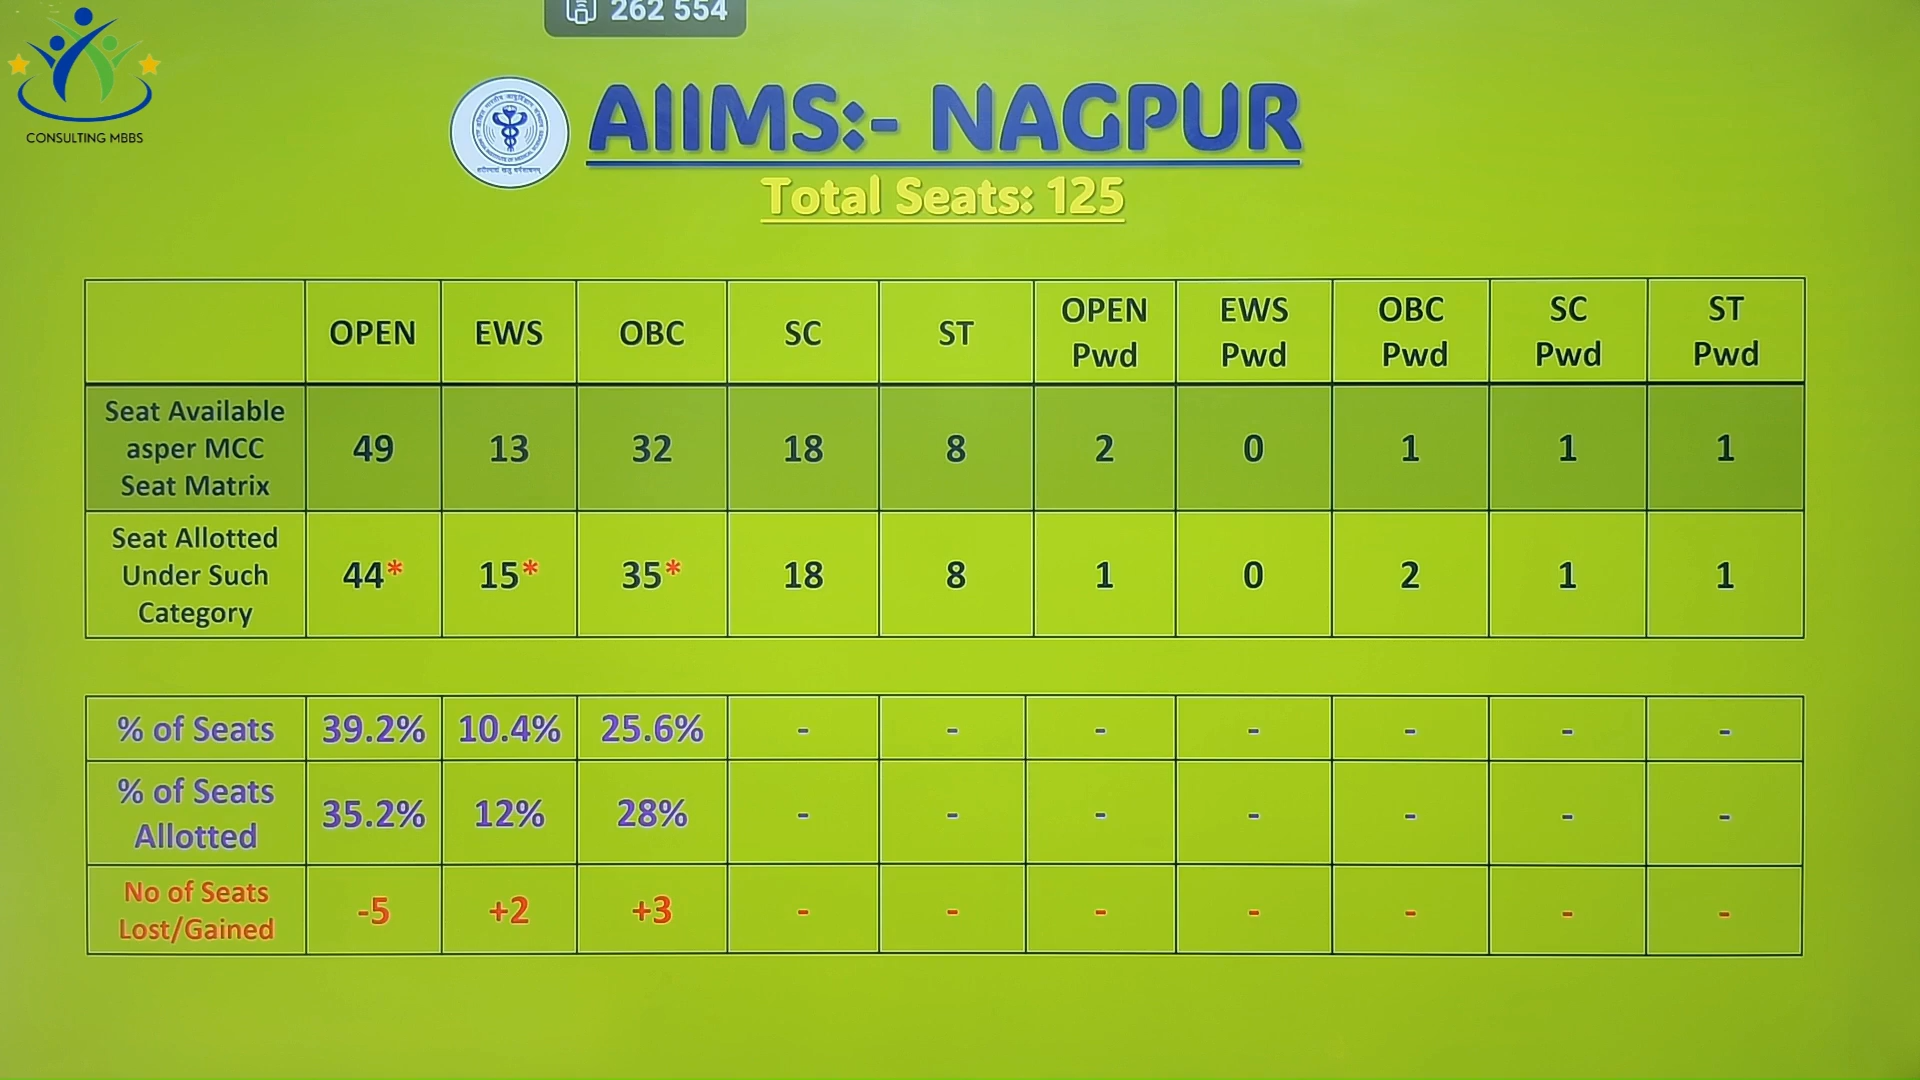 262 554
CONSULTING MBBS
AIIMS:- NAGPUR
Total Seats: 125
OPEN EWS OBC SC ST OPEN Pwd EWS Pwd OBC Pwd SC Pwd ST Pwd
Seat Available
asper MCC
Seat Matrix
49 13 32 18 8 2 0 1 1 1
Seat Allotted
Under Such
Category
44* 15* 35* 18 8 1 0 2 1 1
% of Seats 39.2% 10.4% 25.6% - - - - - - -
% of Seats
Allotted
35.2% 12% 28% - - - - - - -
No of Seats
Lost/Gained
-5 +2 +3 - - - - - - -